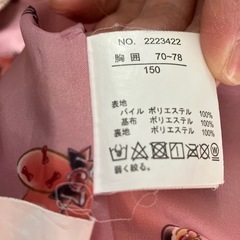 NO. 2223422
胸囲 70~78
150
表地
パイル ポリエステル 100%
基布 ポリエステル 100%
裏地 ポリエステル 100%
弱く絞る。